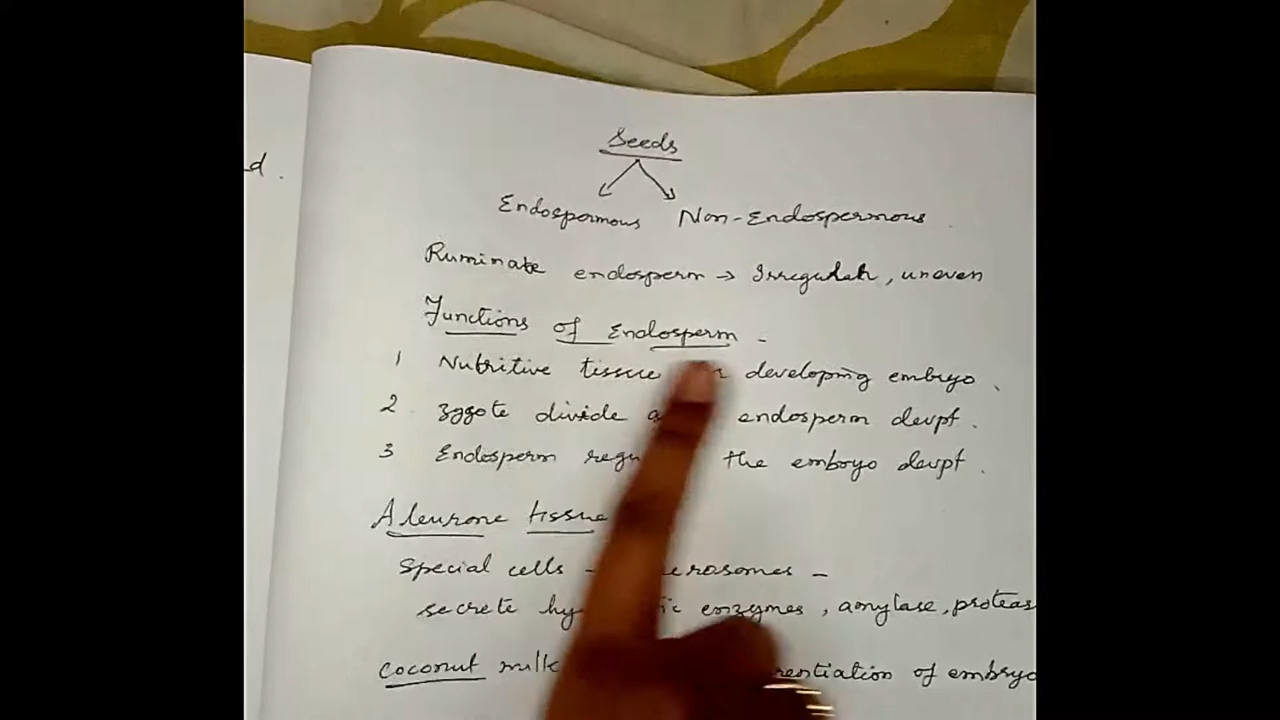 Seeds
Endospermous Non-Endospermous
d.
Ruminate endosperm → Irregular, uneven
Functions of Endosperm -
1 Nutritive tissue developing embryo.
2. Zygote divide endosperm devpt.
3 Endosperm the embryo devpt.
Aleurone tissue
Special cells -
secrete enzymes, amylase, proteas
coconut milk of embryo